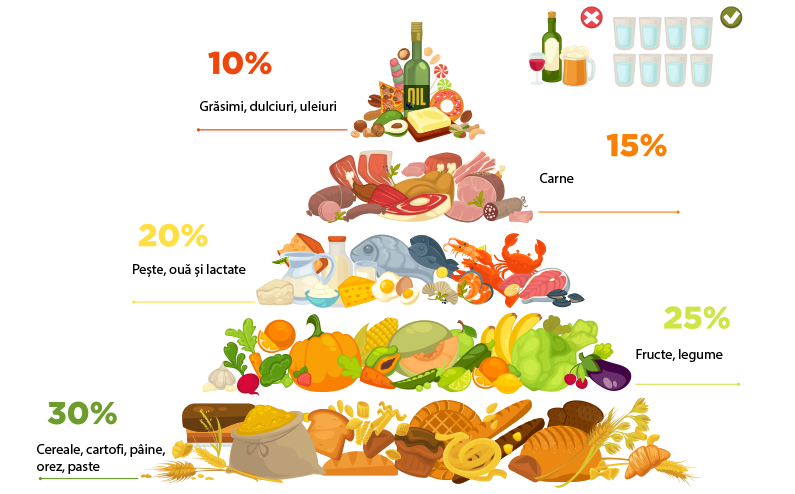 10%
Grăsimi, dulciuri, uleiuri
OIL
15%
Carne
20%
Pește, ouă și lactate
25%
Fructe, legume
30%
Cereale, cartofi, pâine,
orez, paste